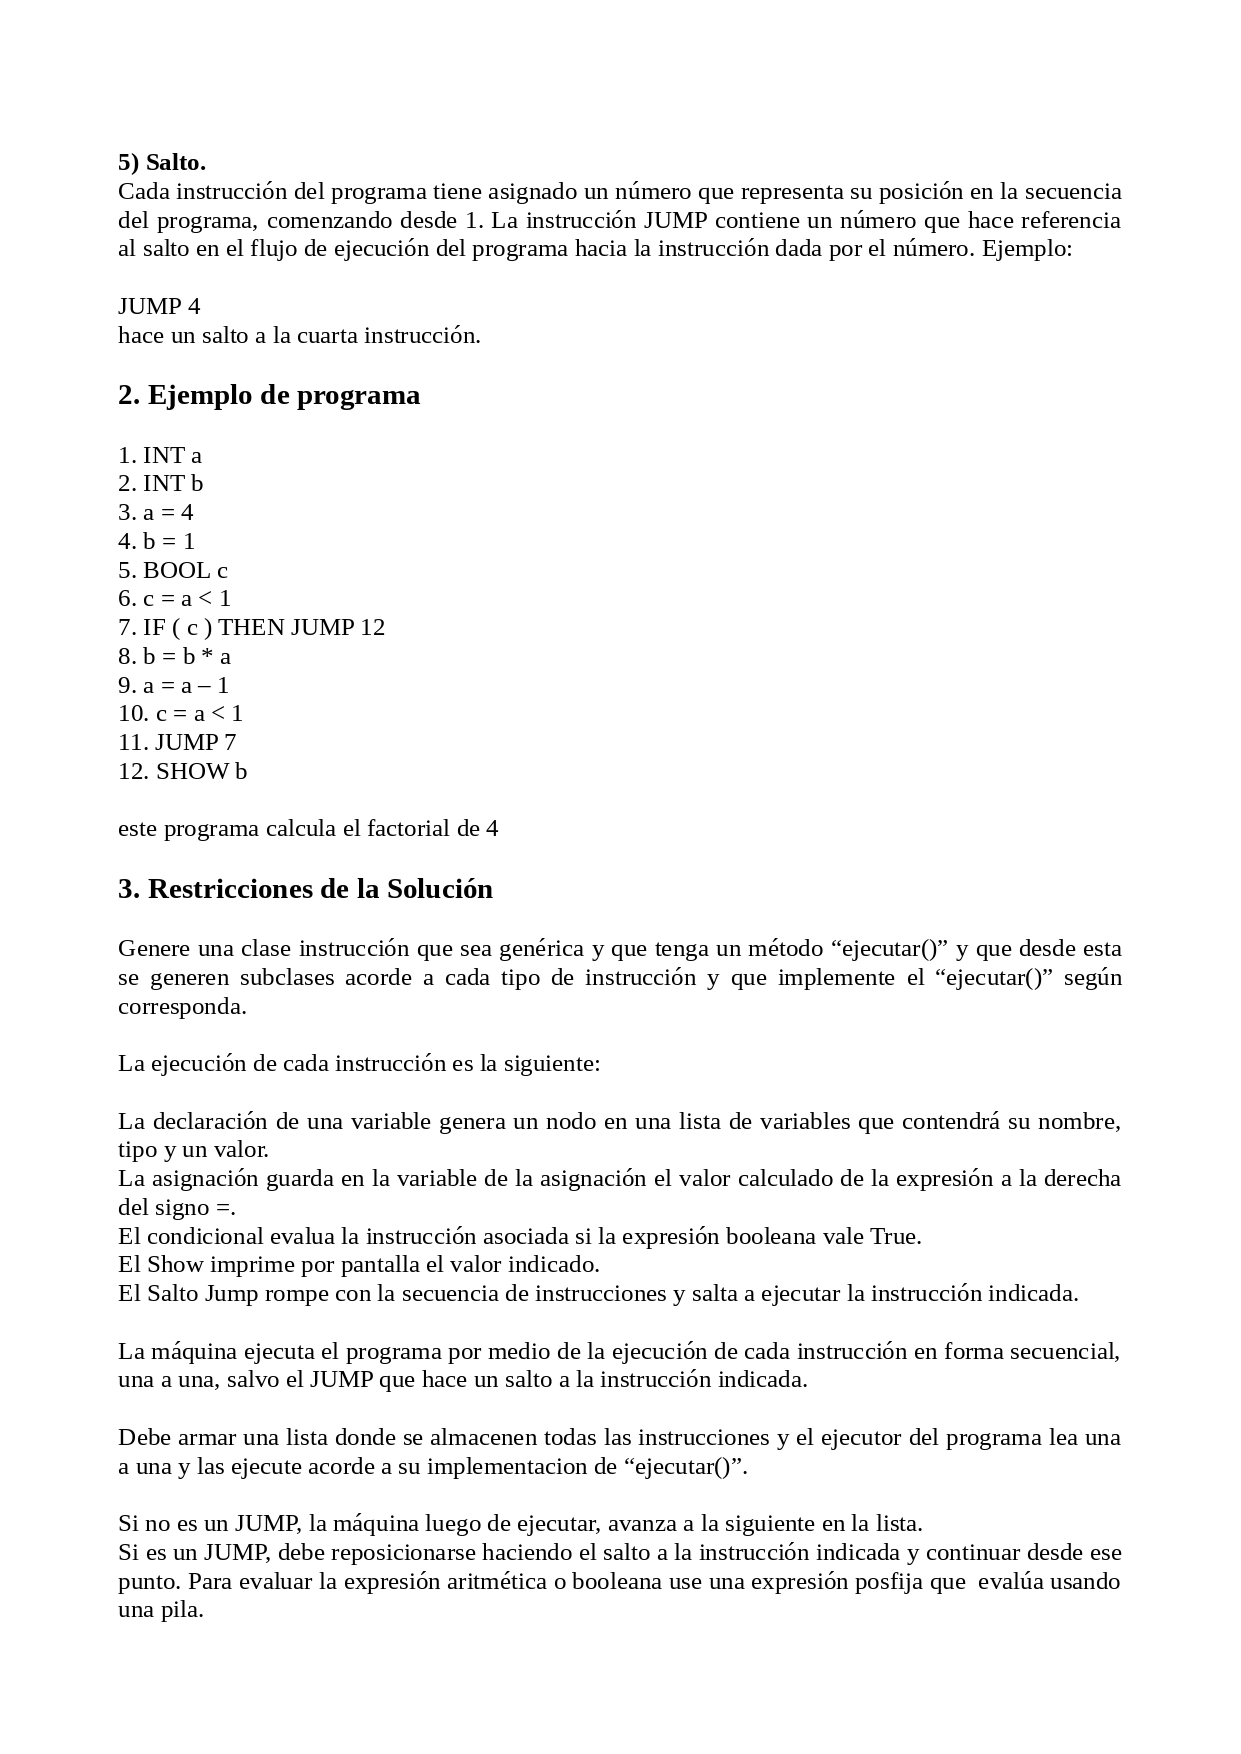 5) Salto.
Cada instrucción del programa tiene asignado un número que representa su posición en la secuencia
del programa, comenzando desde 1. La instrucción JUMP contiene un número que hace referencia
al salto en el flujo de ejecución del programa hacia la instrucción dada por el número. Ejemplo:
JUMP 4
hace un salto a la cuarta instrucción.
2. Ejemplo de programa
1. INT a
2. INT b
3. a = 4
4. b = 1
5. BOOL c
6. c = a < 1
7. IF ( c ) THEN JUMP 12
8. b = b * a
9. a = a – 1
10. c = a < 1
11. JUMP 7
12. SHOW b
este programa calcula el factorial de 4
3. Restricciones de la Solución
Genere una clase instrucción que sea genérica y que tenga un método “ejecutar()” y que desde esta
se generen subclases acorde a cada tipo de instrucción y que implemente el “ejecutar()” según
corresponda.
La ejecución de cada instrucción es la siguiente:
La declaración de una variable genera un nodo en una lista de variables que contendrá su nombre,
tipo y un valor.
La asignación guarda en la variable de la asignación el valor calculado de la expresión a la derecha
del signo =.
El condicional evalua la instrucción asociada si la expresión booleana vale True.
El Show imprime por pantalla el valor indicado.
El Salto Jump rompe con la secuencia de instrucciones y salta a ejecutar la instrucción indicada.
La máquina ejecuta el programa por medio de la ejecución de cada instrucción en forma secuencial,
una a una, salvo el JUMP que hace un salto a la instrucción indicada.
Debe armar una lista donde se almacenen todas las instrucciones y el ejecutor del programa lea una
a una y las ejecute acorde a su implementacion de “ejecutar()”.
Si no es un JUMP, la máquina luego de ejecutar, avanza a la siguiente en la lista.
Si es un JUMP, debe reposicionarse haciendo el salto a la instrucción indicada y continuar desde ese
punto. Para evaluar la expresión aritmética o booleana use una expresión posfija que  evalúa usando
una pila.